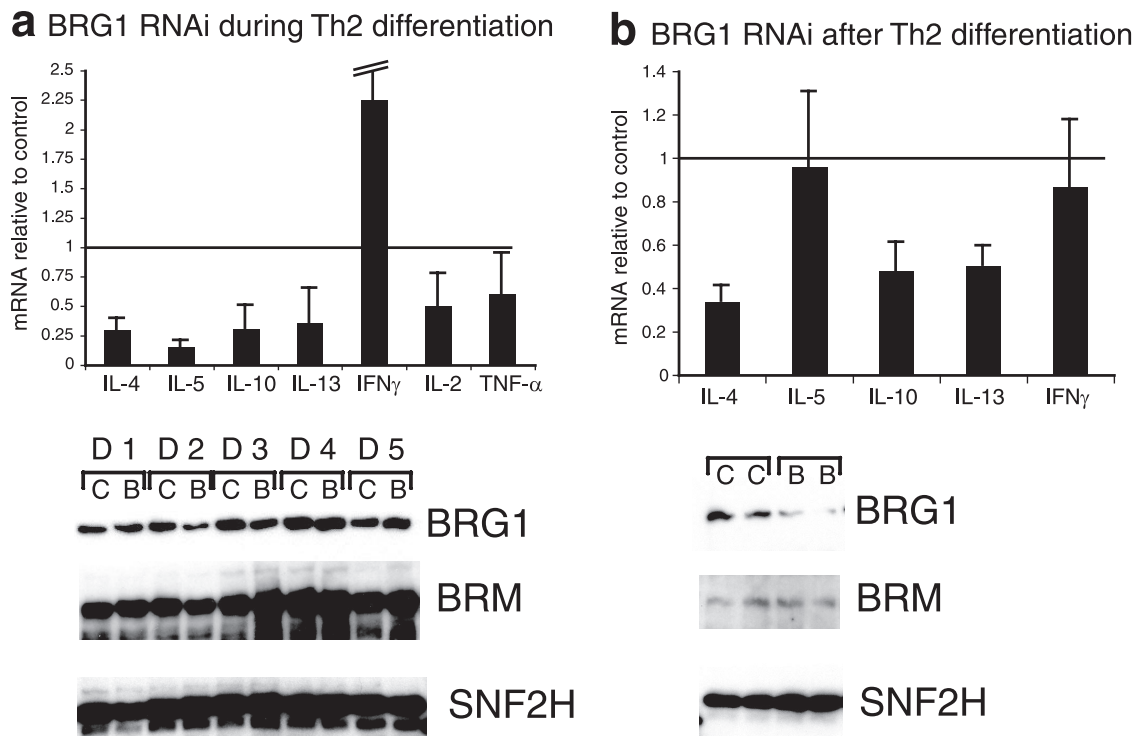 a BRG1 RNAi during Th2 differentiation
mRNA relative to control
2.5
2.25
2
1.75
1.5
1.25
1
0.75
0.5
0.25
0
IL-4 IL-5 IL-10 IL-13 IFNγ IL-2 TNF-α
D 1 D 2 D 3 D 4 D 5
C B C B C B C B C B
BRG1
BRM
SNF2H
b BRG1 RNAi after Th2 differentiation
mRNA relative to control
1.4
1.2
1
0.8
0.6
0.4
0.2
0
IL-4 IL-5 IL-10 IL-13 IFNγ
C C B B
BRG1
BRM
SNF2H